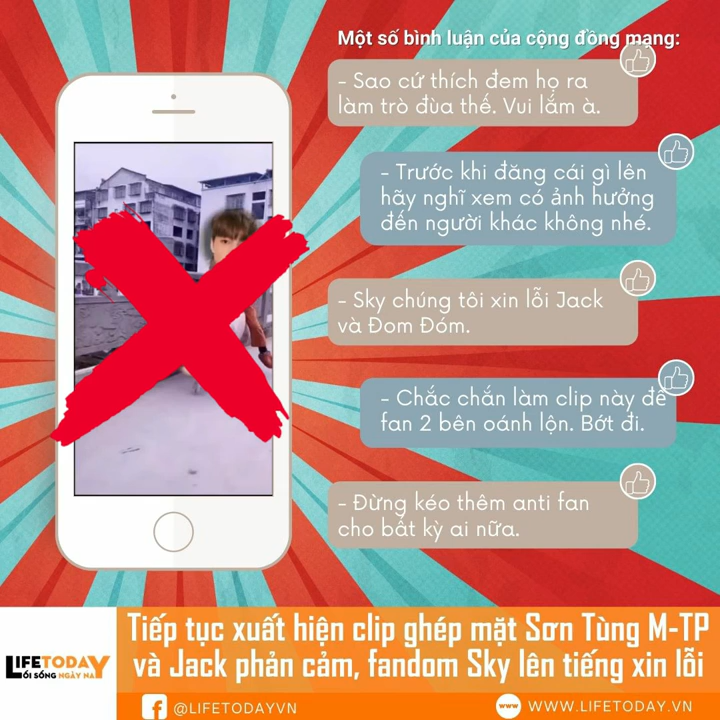 Một số bình luận của cộng đồng mạng:
- Sao cứ thích đem họ ra
làm trò đùa thế. Vui lắm à.
- Trước khi đăng cái gì lên
hãy nghĩ xem có ảnh hưởng
đến người khác không nhé.
- Sky chúng tôi xin lỗi Jack
và Đom Đóm.
- Chắc chắn làm clip này để
fan 2 bên oánh lộn. Bớt đi.
- Đừng kéo thêm anti fan
cho bất kỳ ai nữa.
Tiếp tục xuất hiện clip ghép mặt Sơn Tùng M-TP
và Jack phản cảm, fandom Sky lên tiếng xin lỗi
LIFETODAY
LỐI SỐNG NGÀY NAY
@LIFETODAYVN
WWW.LIFETODAY.VN